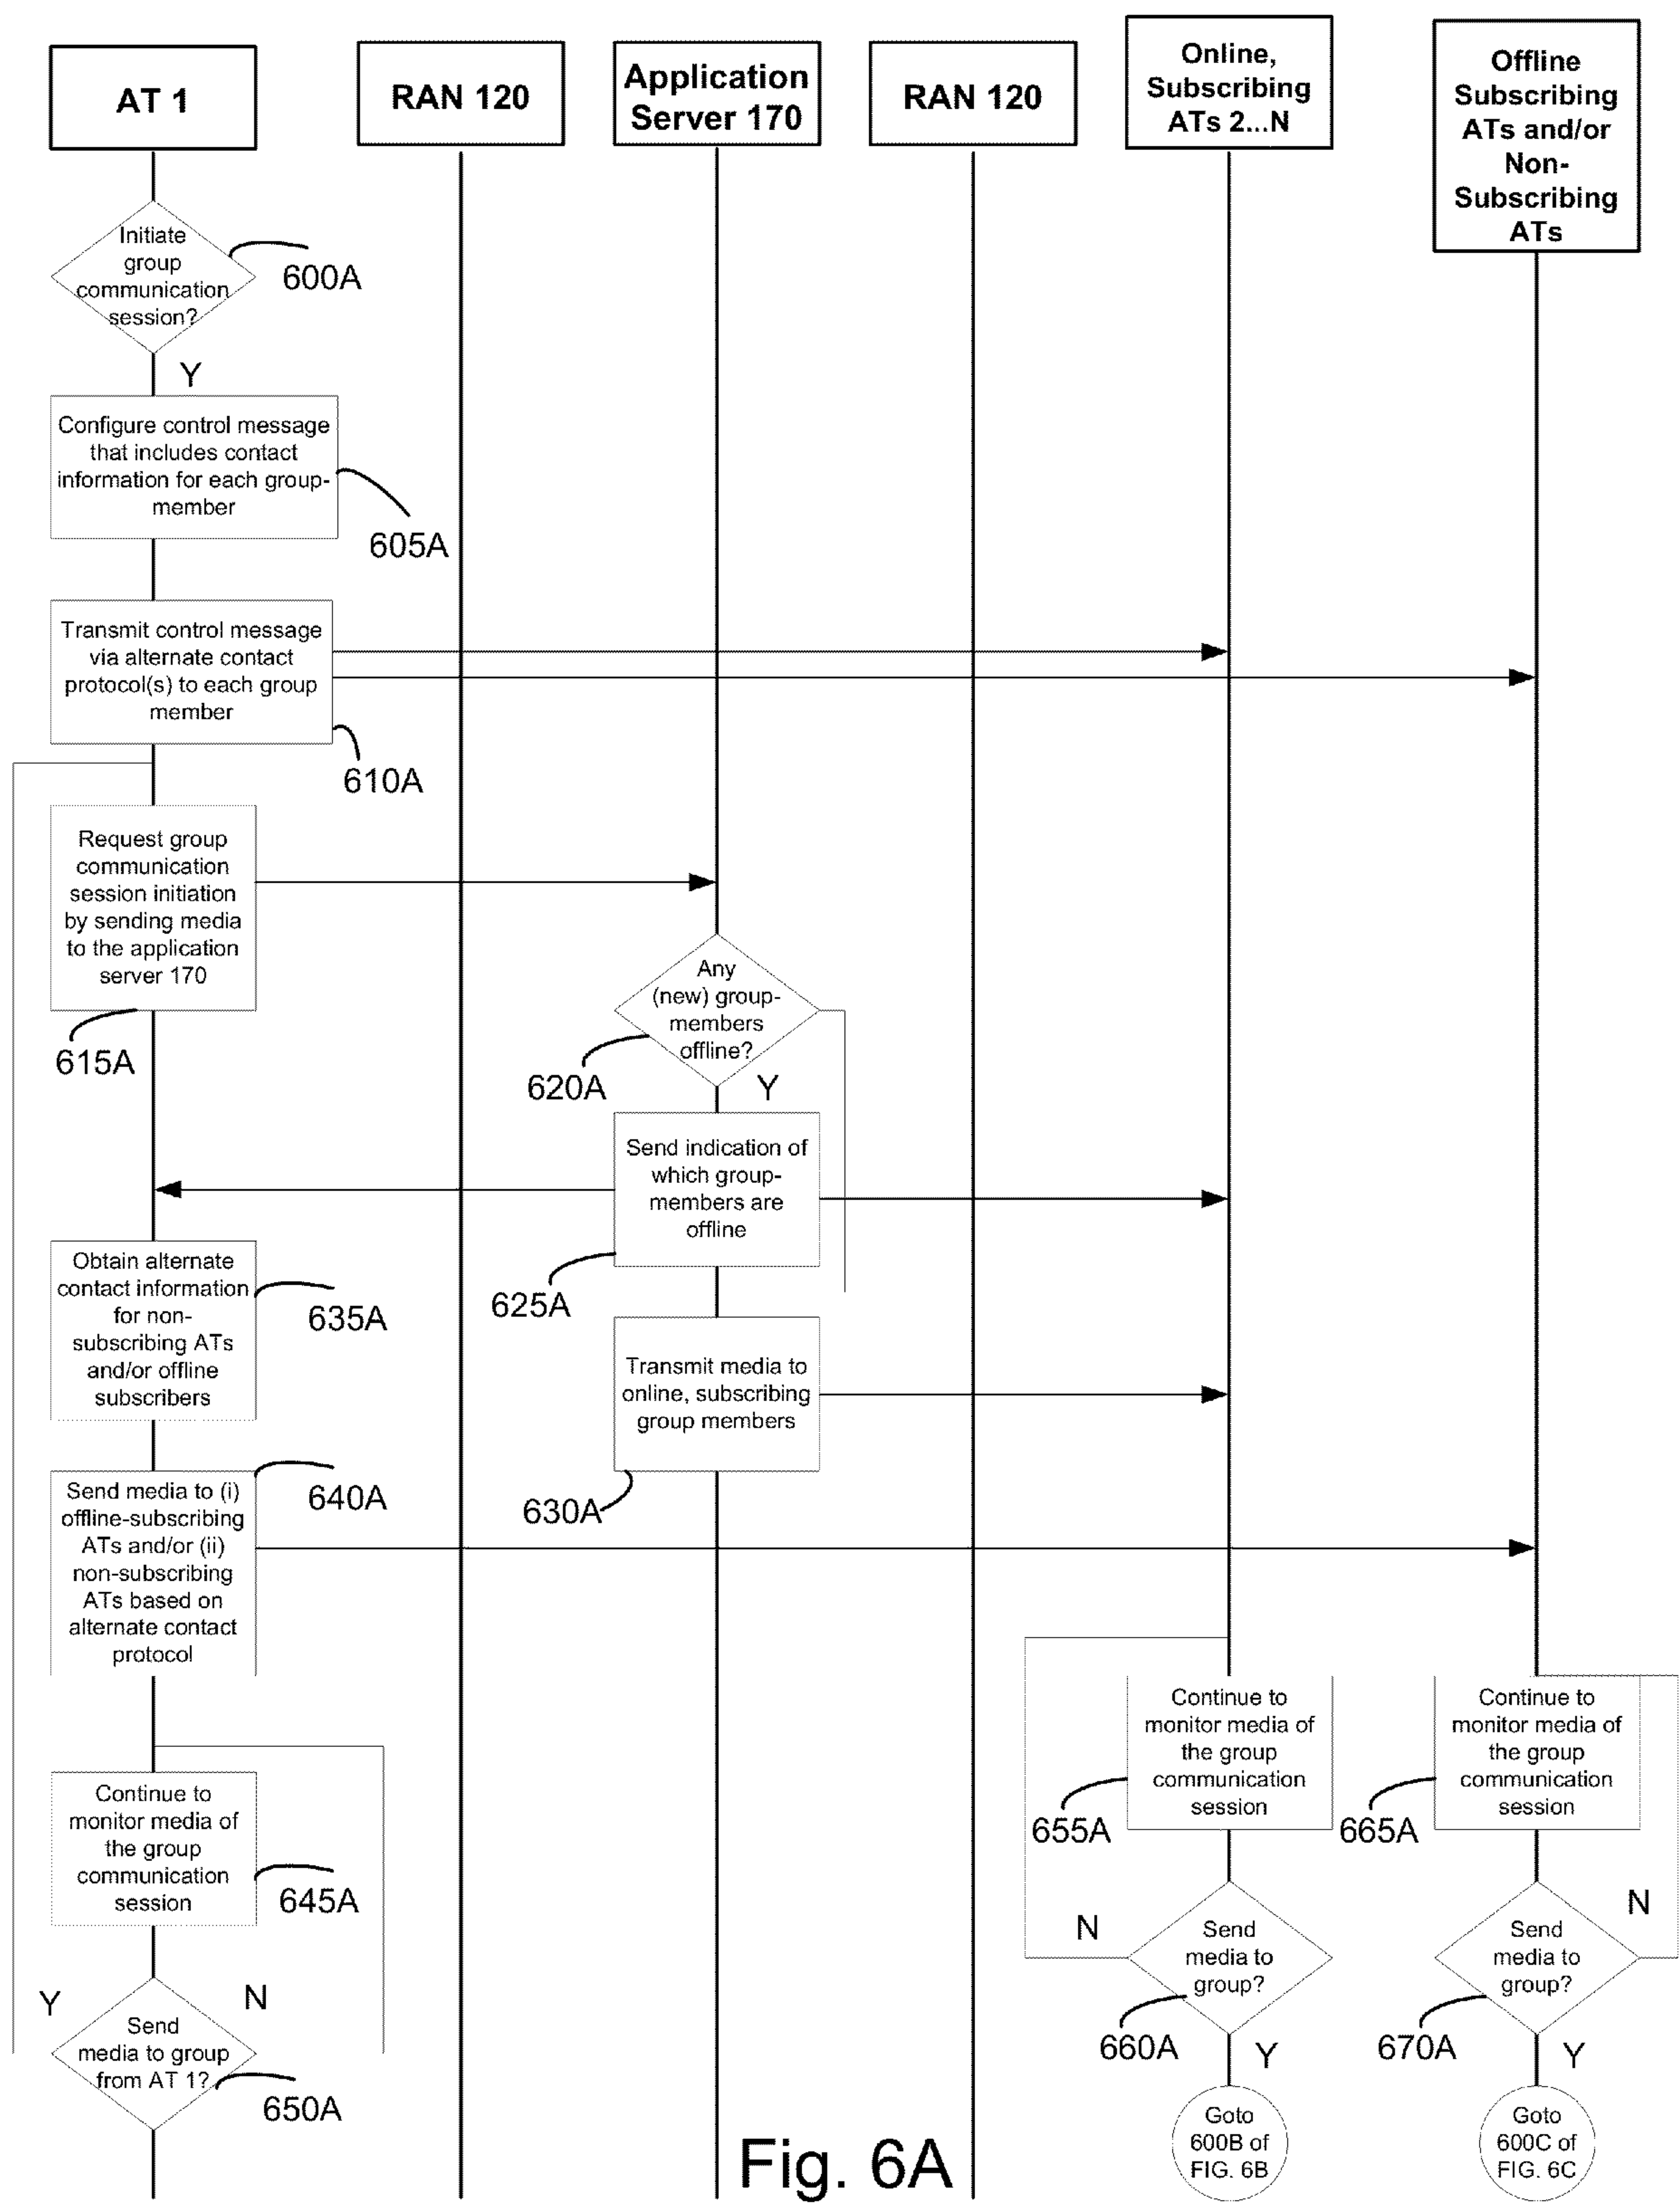 AT 1
RAN 120
Application
Server 170
RAN 120
Online,
Subscribing
ATs 2...N
Offline
Subscribing
ATs and/or
Non-
Subscribing
ATs
Initiate
group
communication
session?
600A
Y
Configure control message
that includes contact
information for each group-
member
605A
Transmit control message
via alternate contact
protocol(s) to each group
member
610A
Request group
communication
session initiation
by sending media
to the application
server 170
615A
Any
(new) group-
members
offline?
620A
Y
Send indication of
which group-
members are
offline
625A
Obtain alternate
contact information
for non-
subscribing ATs
and/or offline
subscribers
635A
Transmit media to
online, subscribing
group members
630A
Send media to (i)
offline-subscribing
ATs and/or (ii)
non-subscribing
ATs based on
alternate contact
protocol
640A
Continue to
monitor media of
the group
communication
session
645A
Y
N
Send
media to group
from AT 1?
650A
Continue to
monitor media of
the group
communication
session
655A
N
Send
media to
group?
660A
Y
Goto
600B of
FIG. 6B
Continue to
monitor media of
the group
communication
session
665A
N
Send
media to
group?
670A
Y
Goto
600C of
FIG. 6C
Fig. 6A